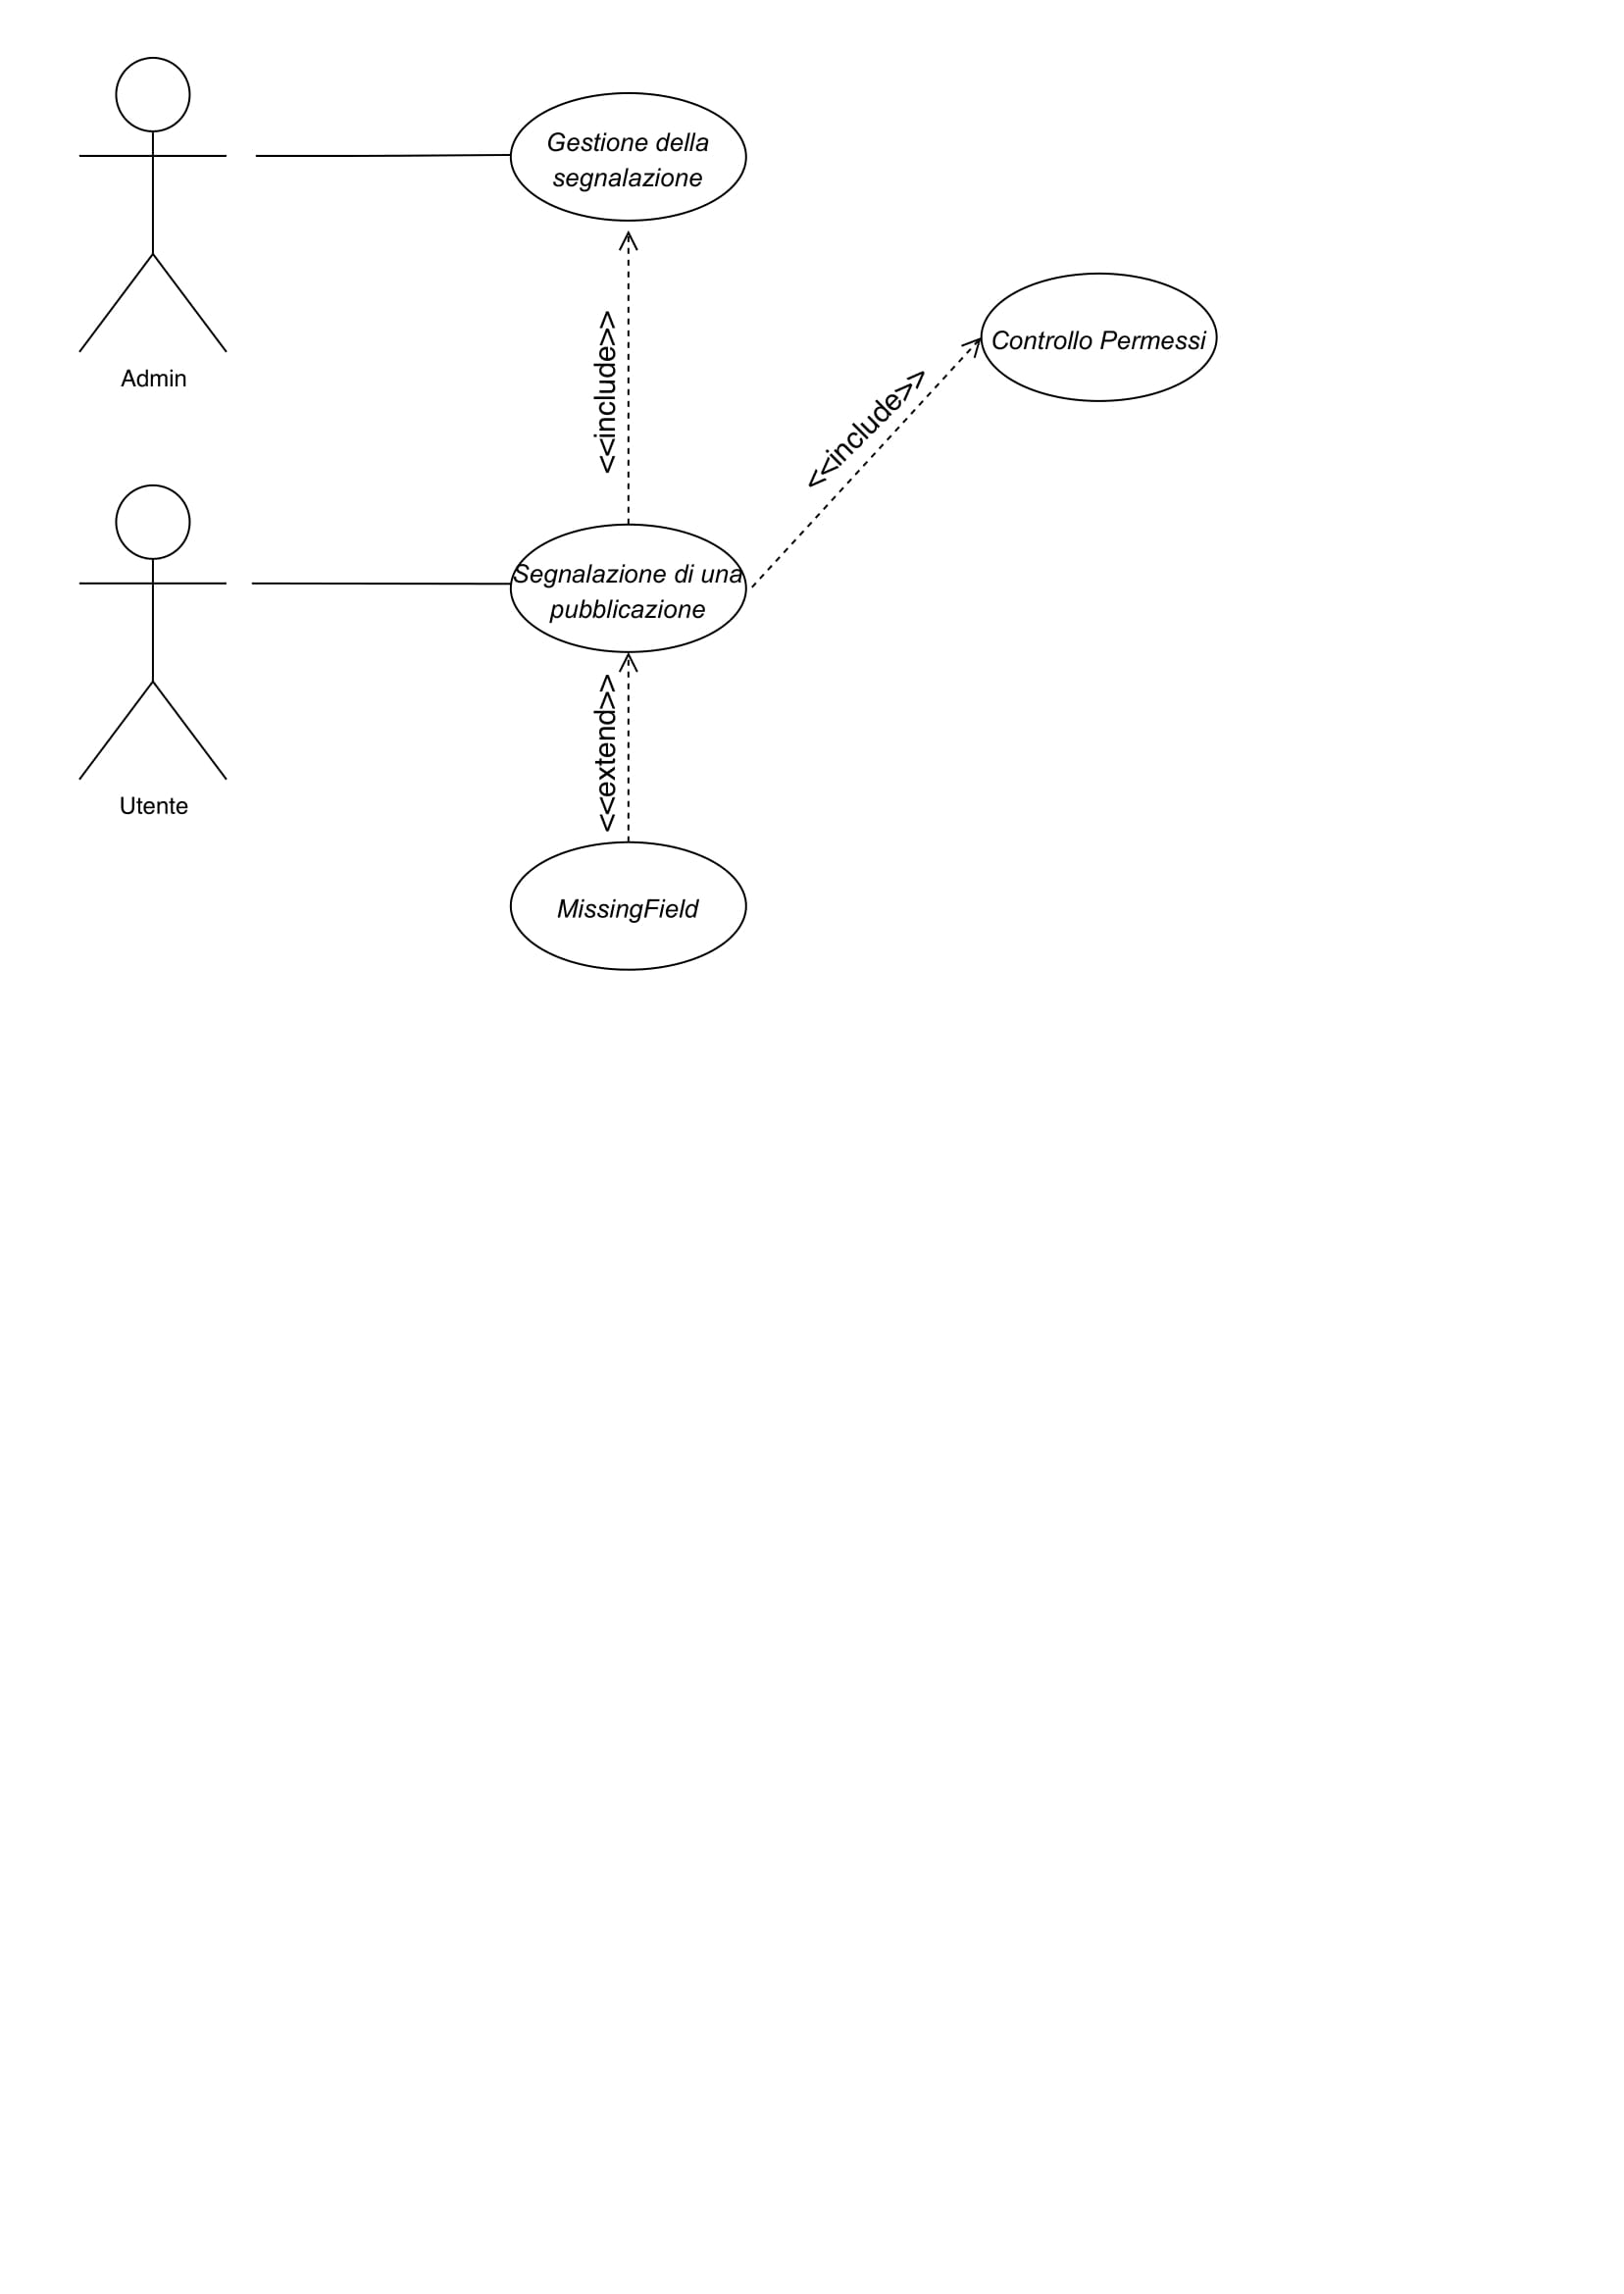 Gestione della
segnalazione
Admin
<<include>>
Controllo Permessi
<<include>>
Segnalazione di una
pubblicazione
Utente
<<extend>>
MissingField